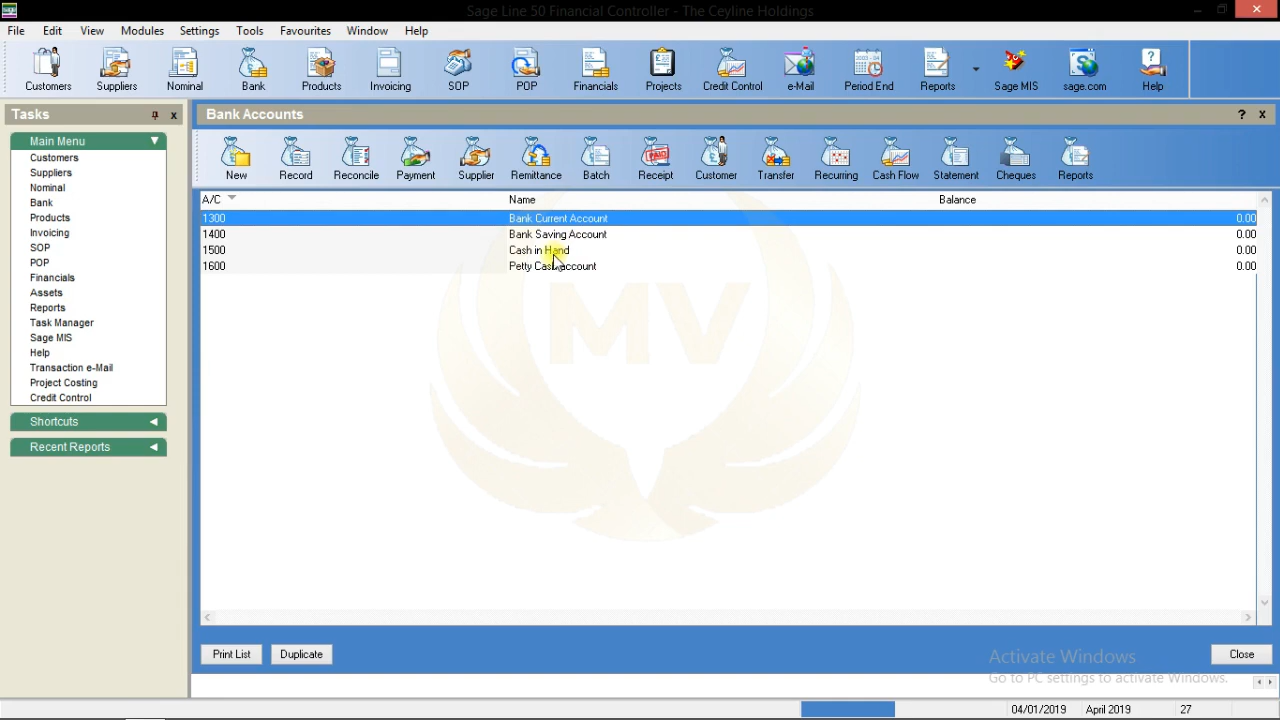 Sage Line 50 Financial Controller - The Ceyline Holdings
File Edit View Modules Settings Tools Favourites Window Help
Customers Suppliers Nominal Bank Products Invoicing SOP POP Financials Projects Credit Control e-Mail Period End Reports Sage MIS sage.com Help
Tasks
Main Menu
Customers
Suppliers
Nominal
Bank
Products
Invoicing
SOP
POP
Financials
Assets
Reports
Task Manager
Sage MIS
Help
Transaction e-Mail
Project Costing
Credit Control
Shortcuts
Recent Reports
Bank Accounts
New Record Reconcile Payment Supplier Remittance Batch Receipt Customer Transfer Recurring Cash Flow Statement Cheques Reports
A/C Name Balance
1300 Bank Current Account 0.00
1400 Bank Saving Account 0.00
1500 Cash in Hand 0.00
1600 Petty Cash account 0.00
MV
Print List Duplicate Close
Activate Windows
Go to PC settings to activate Windows.
04/01/2019 April 2019 27